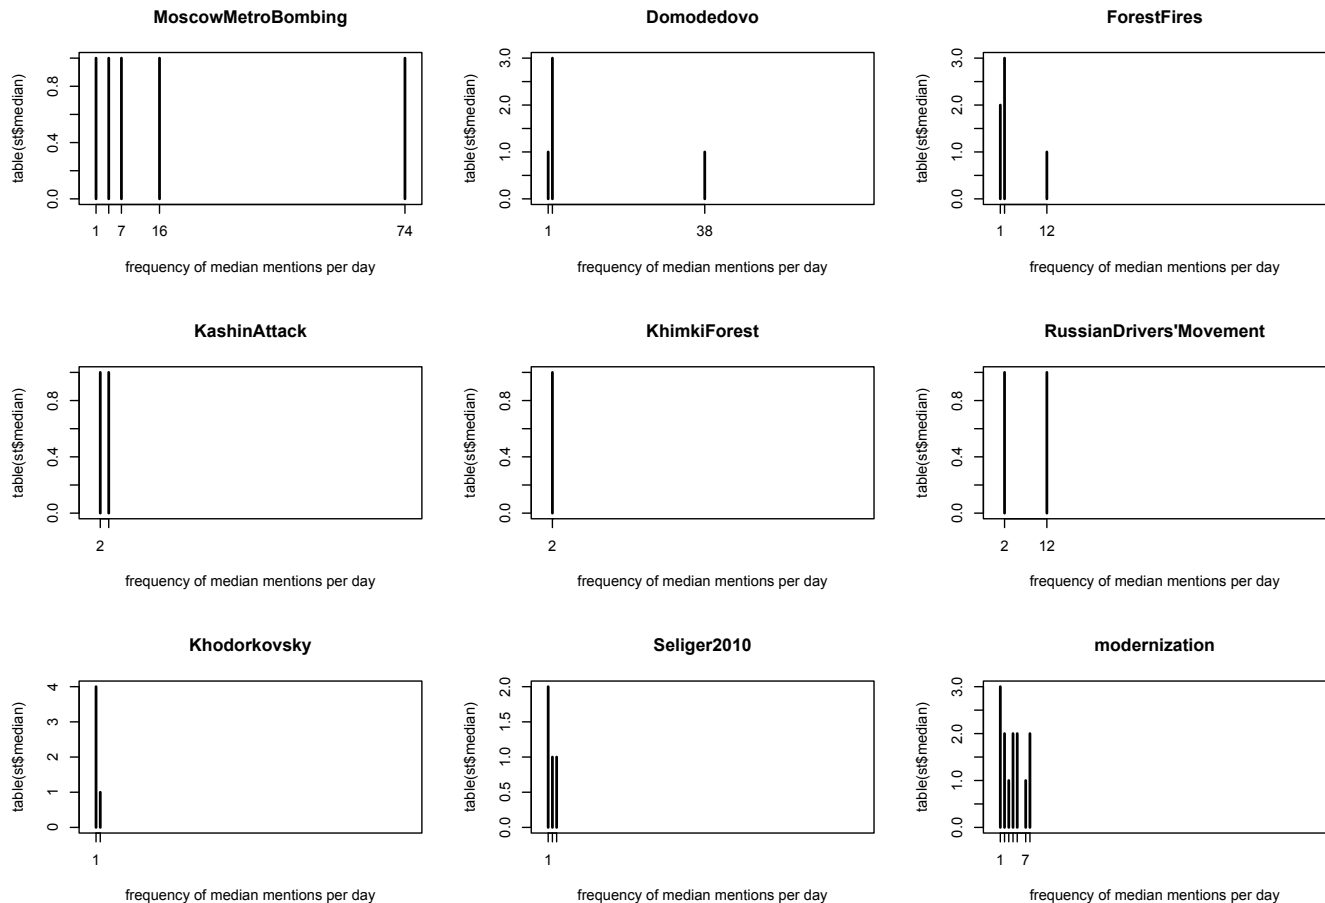 MoscowMetroBombing
table(st$median)
0.0 0.4 0.8
1 7 16 74
frequency of median mentions per day
Domodedovo
table(st$median)
0.0 1.0 2.0 3.0
1 38
frequency of median mentions per day
ForestFires
table(st$median)
0.0 1.0 2.0 3.0
1 12
frequency of median mentions per day
KashinAttack
table(st$median)
0.0 0.4 0.8
2
frequency of median mentions per day
KhimkiForest
table(st$median)
0.0 0.4 0.8
2
frequency of median mentions per day
RussianDrivers'Movement
table(st$median)
0.0 0.4 0.8
2 12
frequency of median mentions per day
Khodorkovsky
table(st$median)
0 1 2 3 4
1
frequency of median mentions per day
Seliger2010
table(st$median)
0.0 0.5 1.0 1.5 2.0
1
frequency of median mentions per day
modernization
table(st$median)
0.0 1.0 2.0 3.0
1 7
frequency of median mentions per day